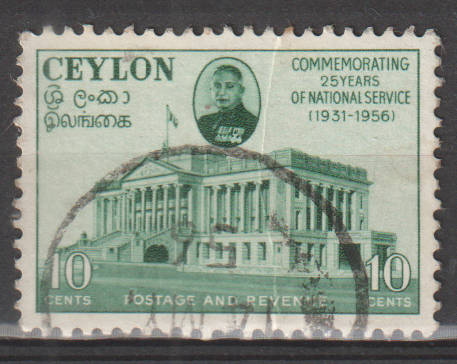 CEYLON
ශ්‍රී ලංකා
இலங்கை
COMMEMORATING
25 YEARS
OF NATIONAL SERVICE
(1931-1956)
10
CENTS
POSTAGE AND REVENUE
10
CENTS